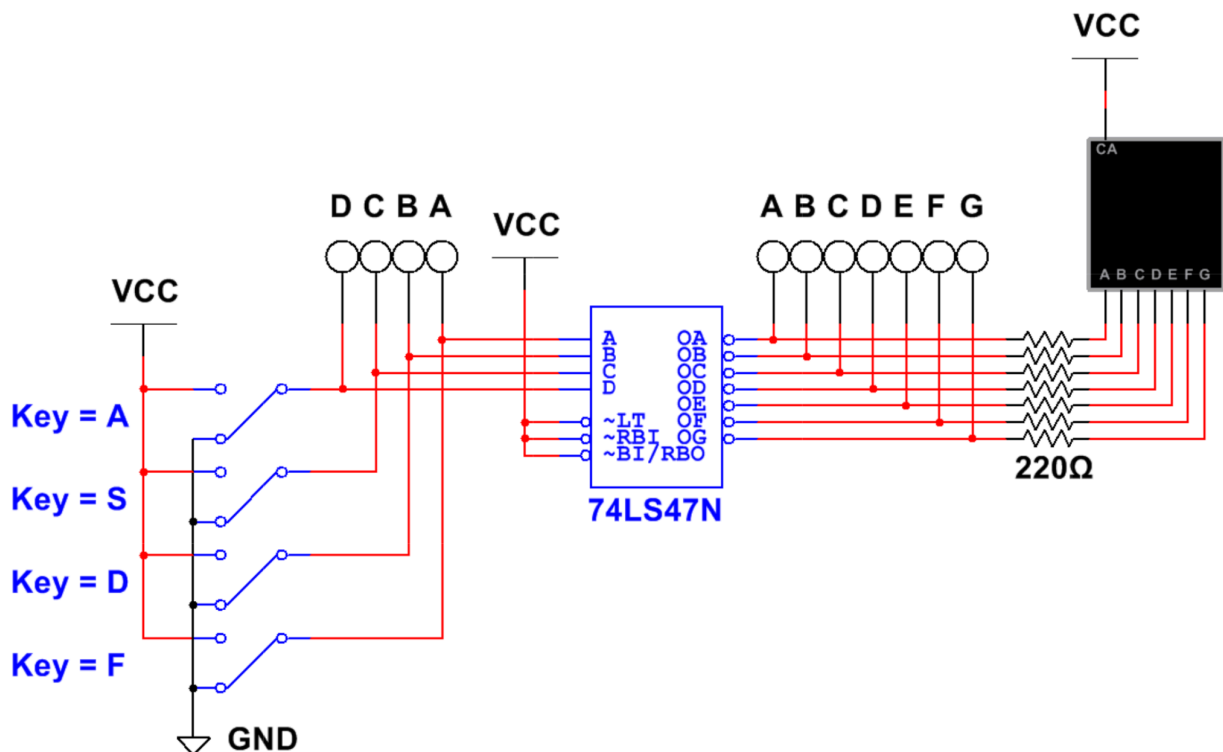 VCC
CA
D C B A
A B C D E F G
VCC
A B C D E F G
VCC
A OA
B OB
C OC
D OD
OE
~LT OF
~RBI OG
~BI/RBO
74LS47N
220Ω
Key = A
Key = S
Key = D
Key = F
GND